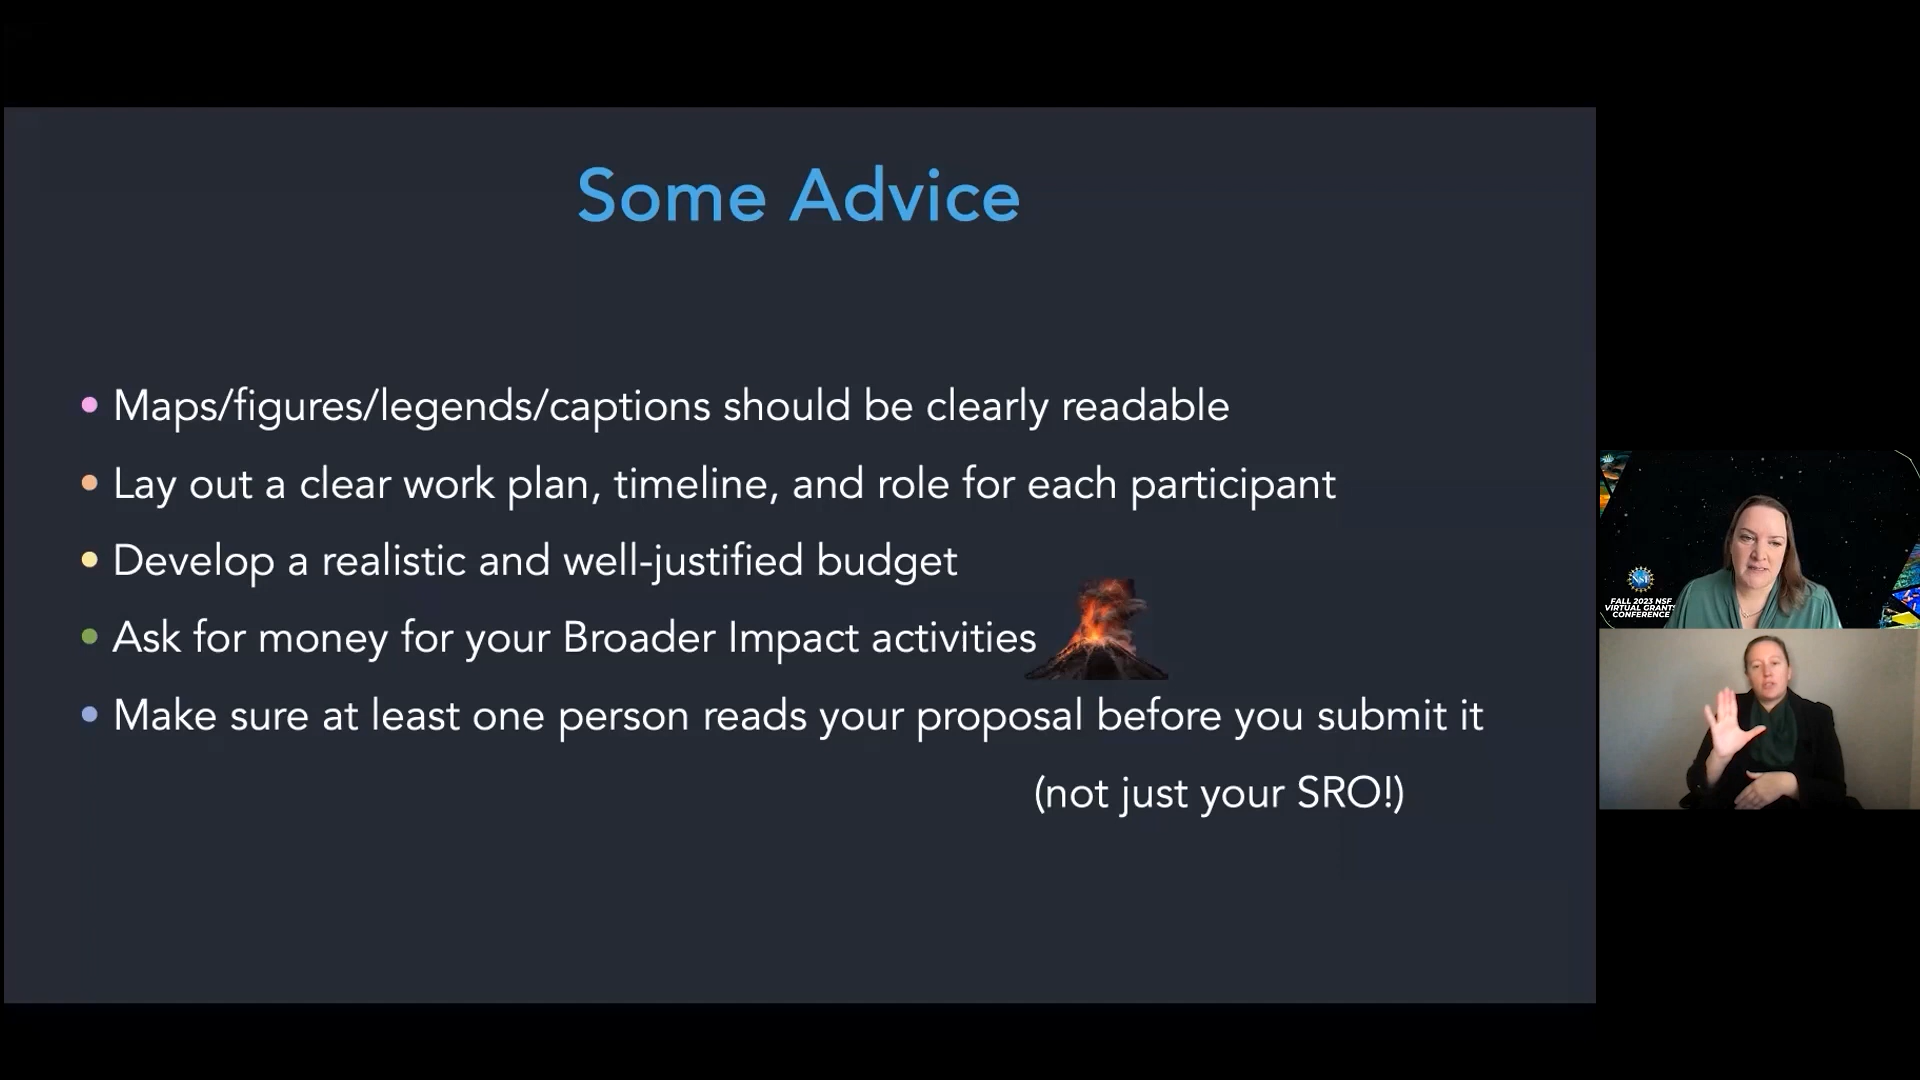 Some Advice
• Maps/figures/legends/captions should be clearly readable
• Lay out a clear work plan, timeline, and role for each participant
• Develop a realistic and well-justified budget
• Ask for money for your Broader Impact activities
• Make sure at least one person reads your proposal before you submit it
(not just your SRO!)
NSF
FALL 2023 NSF
VIRTUAL GRANTS
CONFERENCE